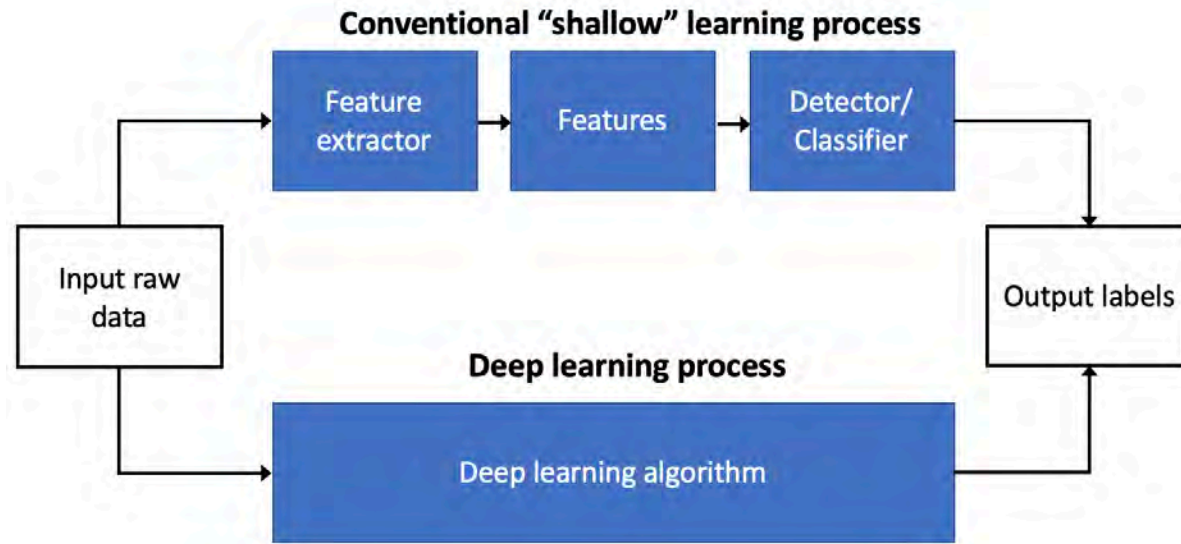 Conventional “shallow” learning process
Feature
extractor
Features
Detector/
Classifier
Input raw
data
Output labels
Deep learning process
Deep learning algorithm